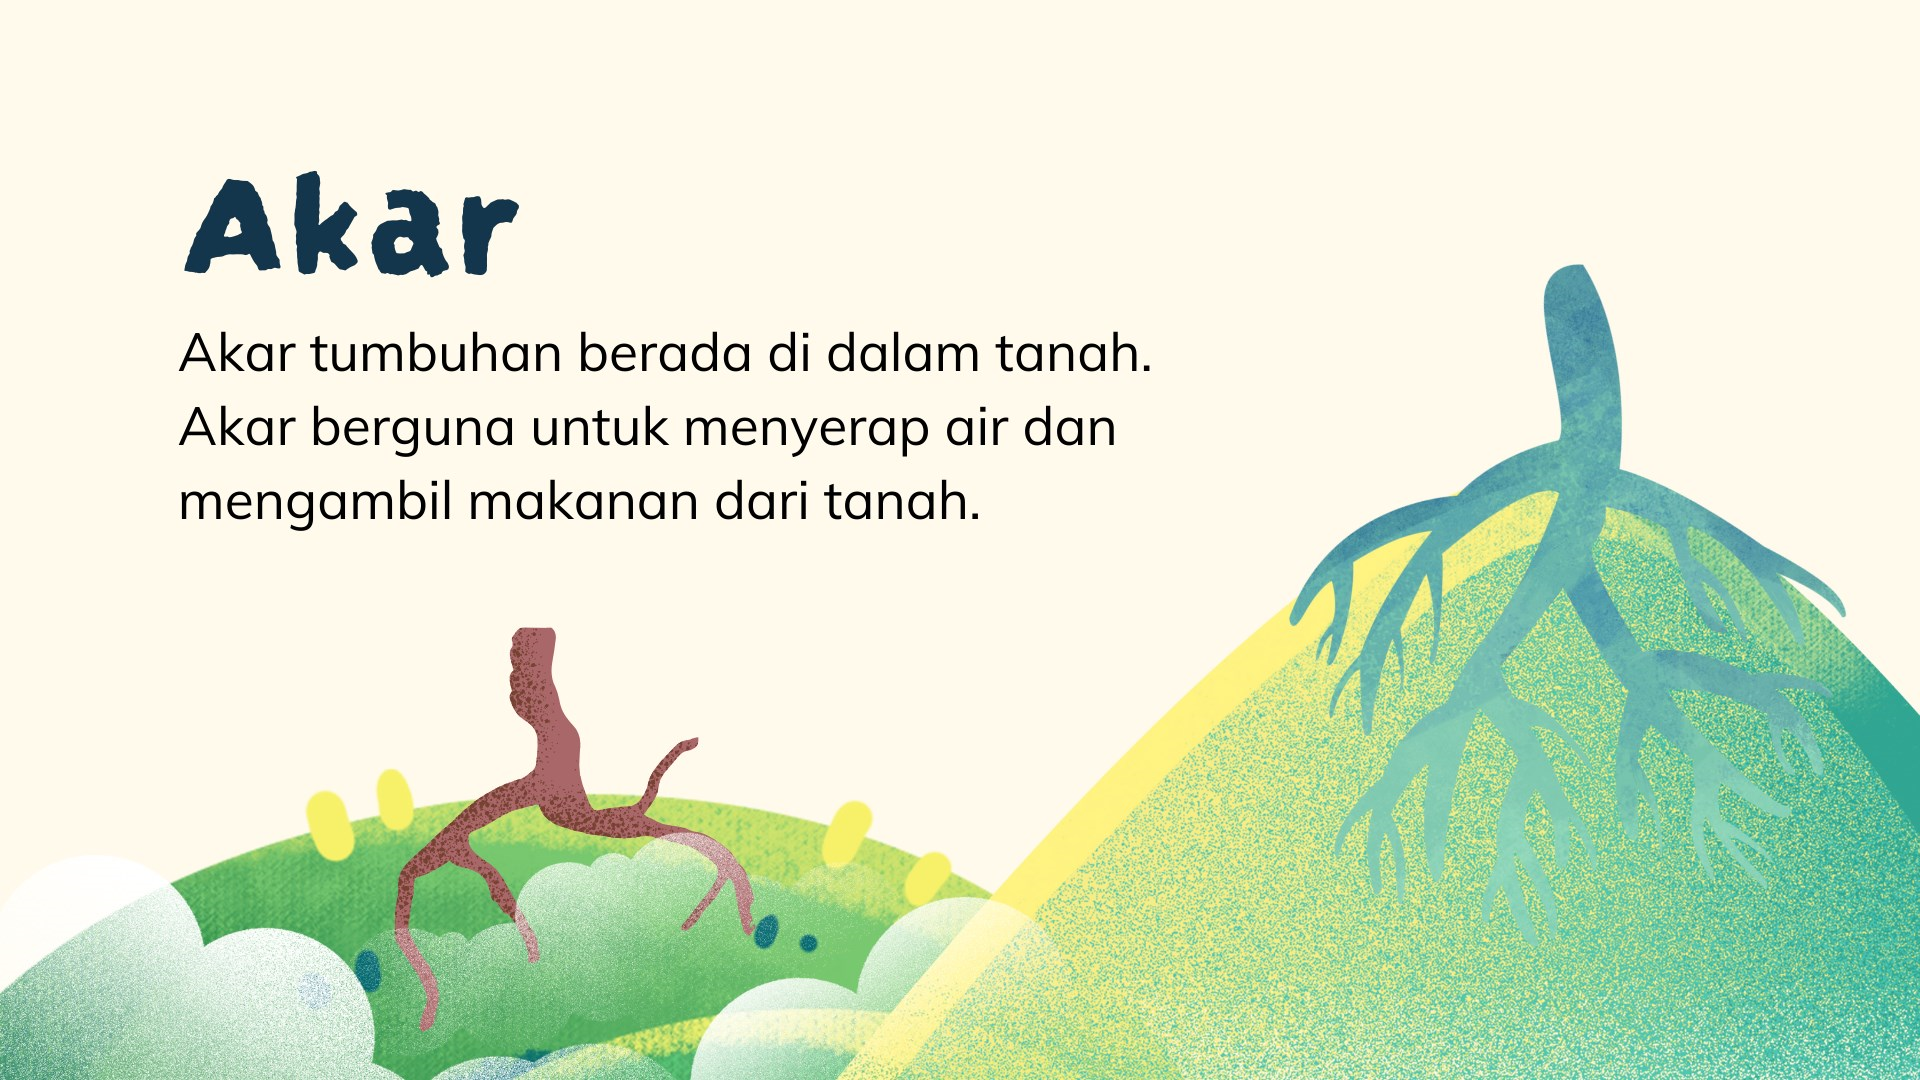 Akar
Akar tumbuhan berada di dalam tanah.
Akar berguna untuk menyerap air dan
mengambil makanan dari tanah.